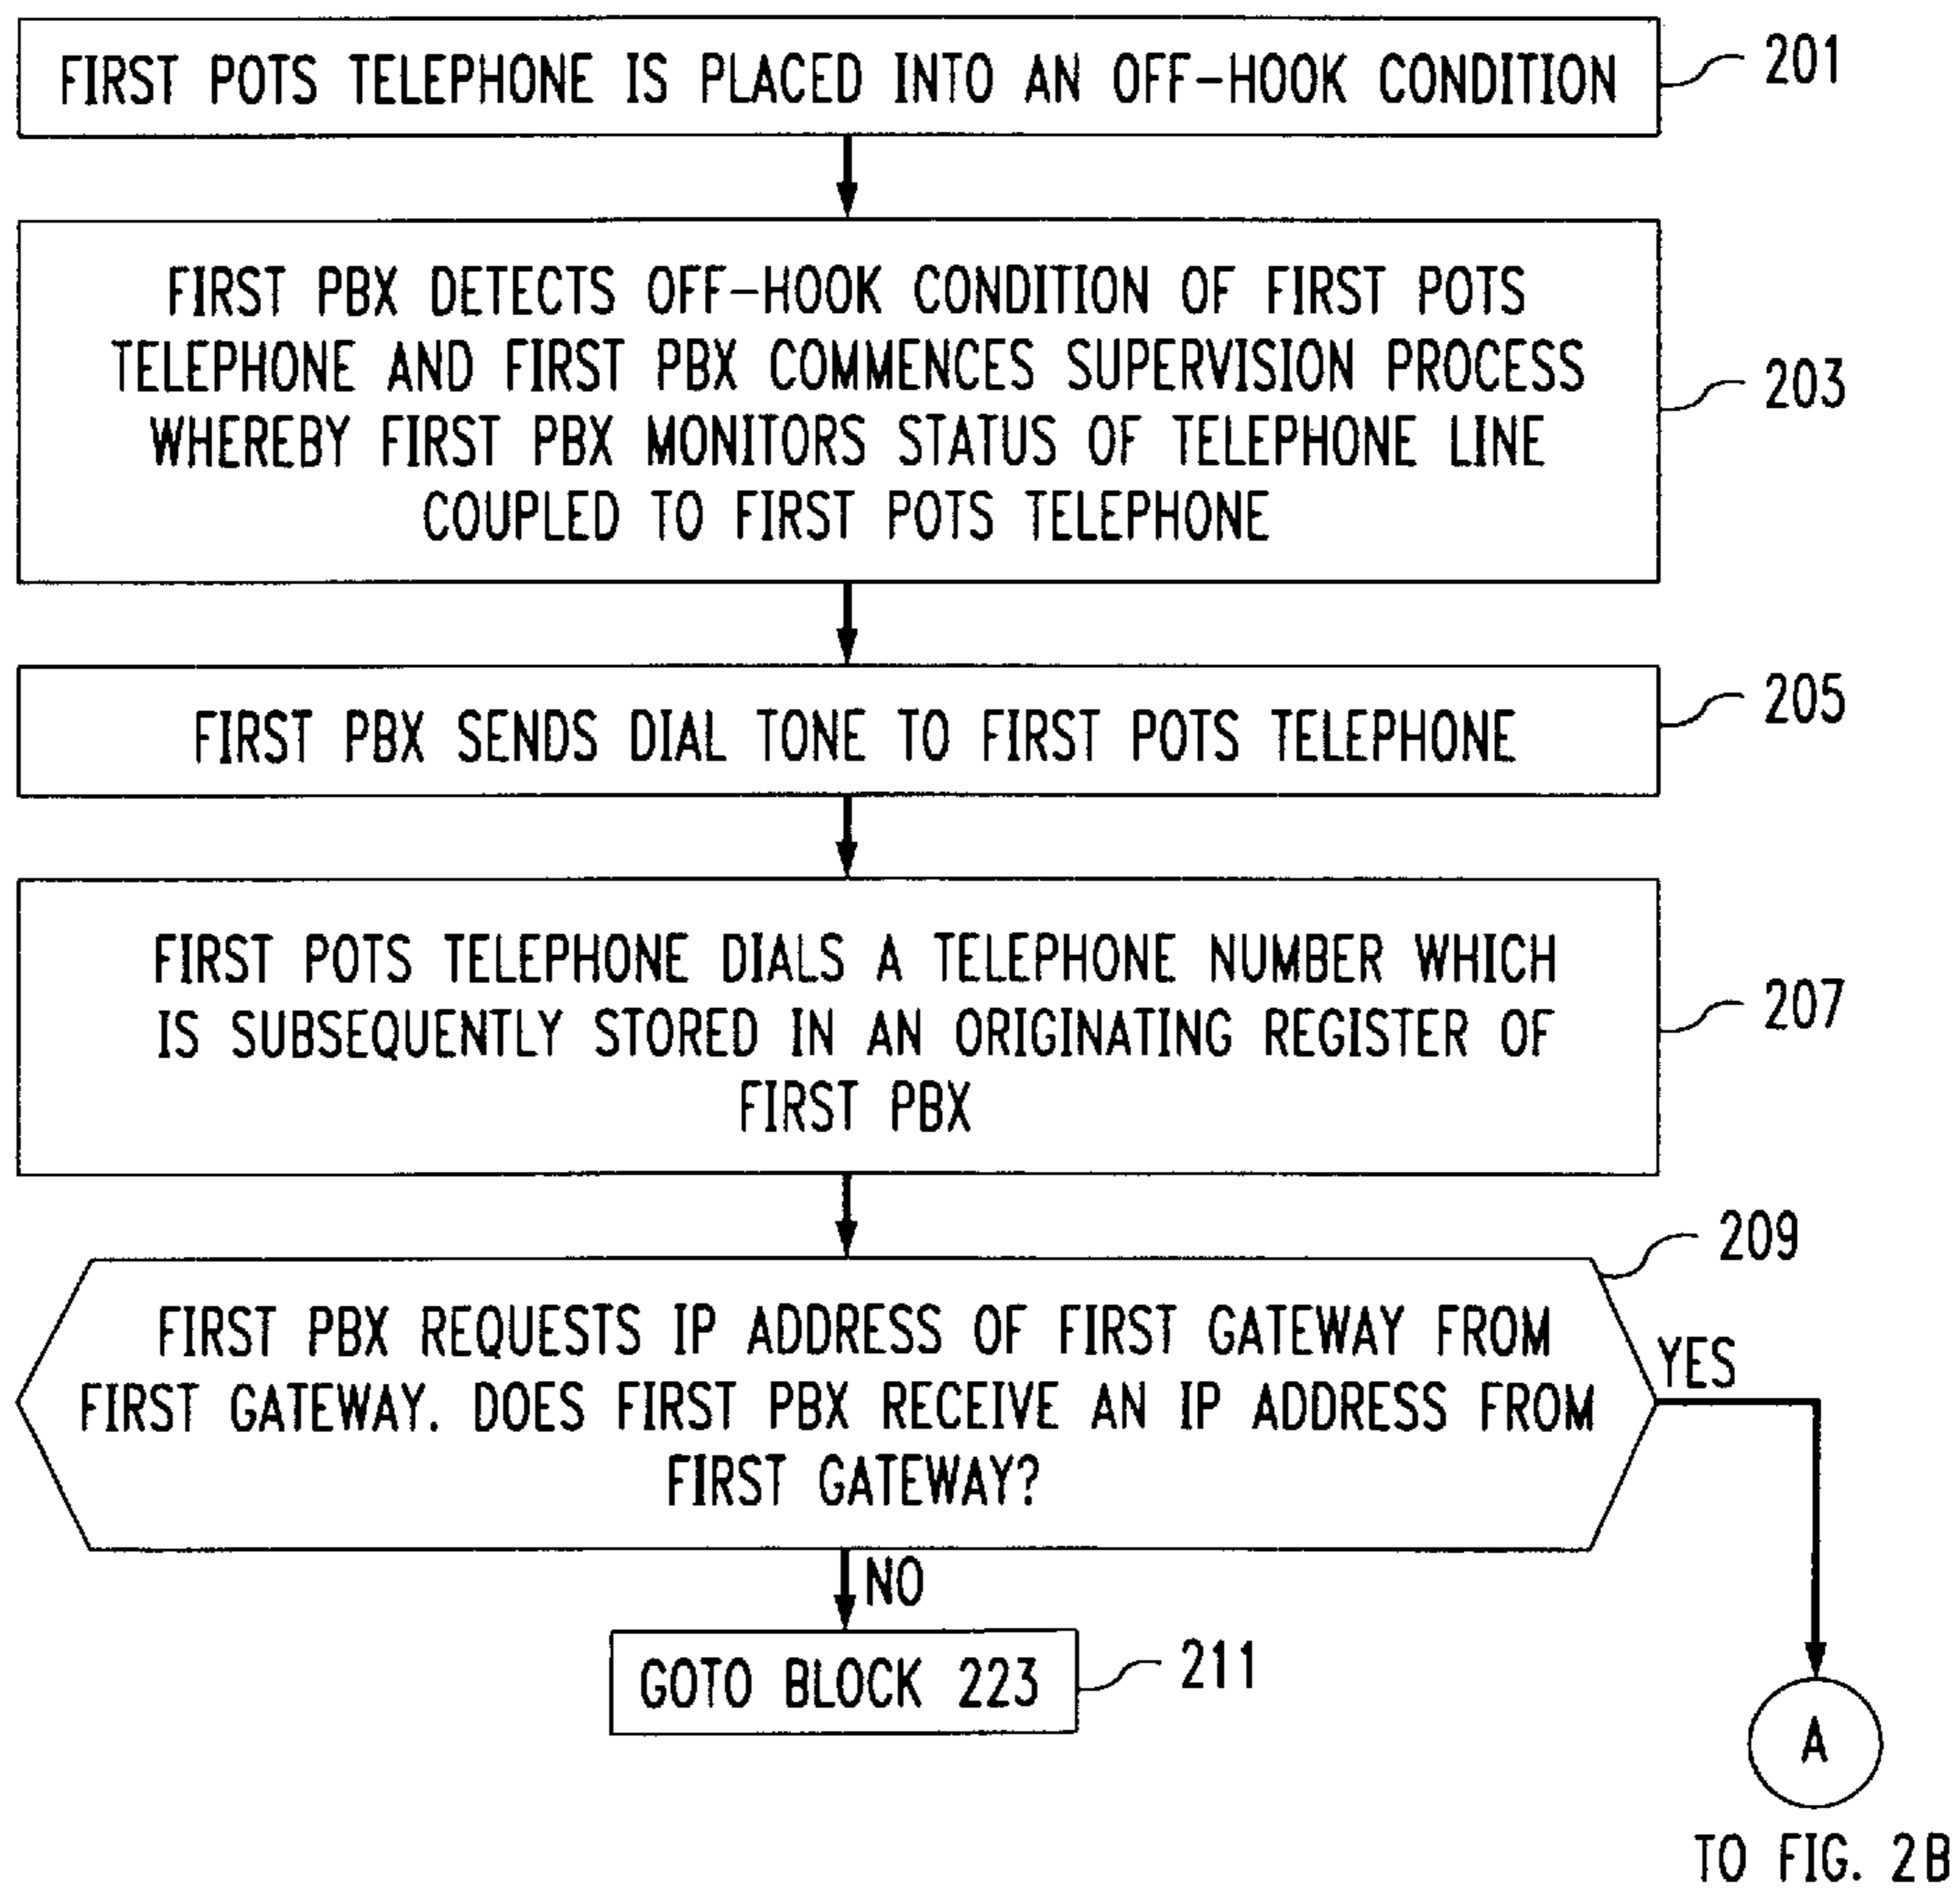 FIRST POTS TELEPHONE IS PLACED INTO AN OFF-HOOK CONDITION
201
FIRST PBX DETECTS OFF-HOOK CONDITION OF FIRST POTS
TELEPHONE AND FIRST PBX COMMENCES SUPERVISION PROCESS
WHEREBY FIRST PBX MONITORS STATUS OF TELEPHONE LINE
COUPLED TO FIRST POTS TELEPHONE
203
FIRST PBX SENDS DIAL TONE TO FIRST POTS TELEPHONE
205
FIRST POTS TELEPHONE DIALS A TELEPHONE NUMBER WHICH
IS SUBSEQUENTLY STORED IN AN ORIGINATING REGISTER OF
FIRST PBX
207
209
FIRST PBX REQUESTS IP ADDRESS OF FIRST GATEWAY FROM
FIRST GATEWAY. DOES FIRST PBX RECEIVE AN IP ADDRESS FROM
FIRST GATEWAY?
YES
NO
GOTO BLOCK 223
211
A
TO FIG. 2B